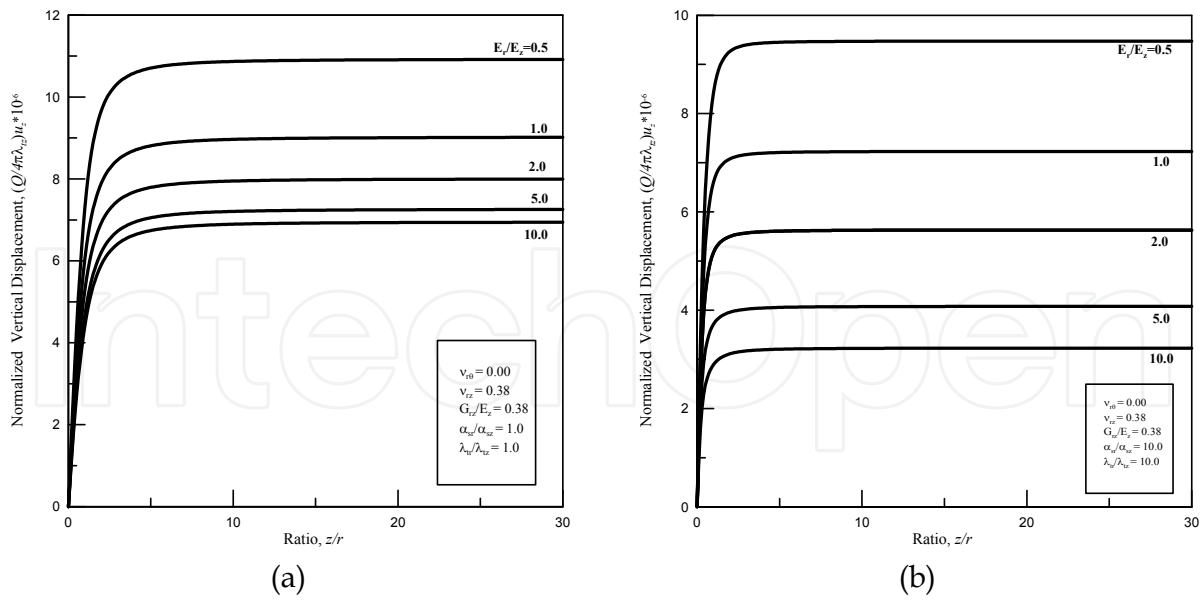 12
10
8
6
4
2
0
0
10
20
30
Normalized Vertical Displacement, (Q/4πλtz)uz*10-6
Ratio, z/r
Er/Ez=0.5
1.0
2.0
5.0
10.0
νrθ = 0.00
νrz = 0.38
Grz/Ez = 0.38
αsr/αsz = 1.0
λtr/λtz = 1.0
(a)
10
8
6
4
2
0
0
10
20
30
Normalized Vertical Displacement, (Q/4πλtz)uz*10-6
Ratio, z/r
Er/Ez=0.5
1.0
2.0
5.0
10.0
νrθ = 0.00
νrz = 0.38
Grz/Ez = 0.38
αsr/αsz = 10.0
λtr/λtz = 10.0
(b)
IntechOpen